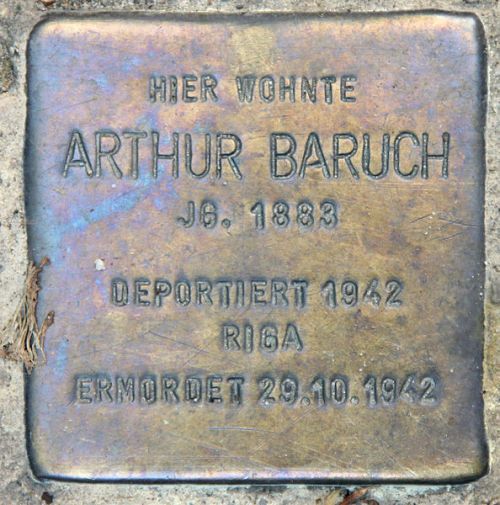 HIER WOHNTE
ARTHUR BARUCH
JG. 1883
DEPORTIERT 1942
RIGA
ERMORDET 29.10.1942